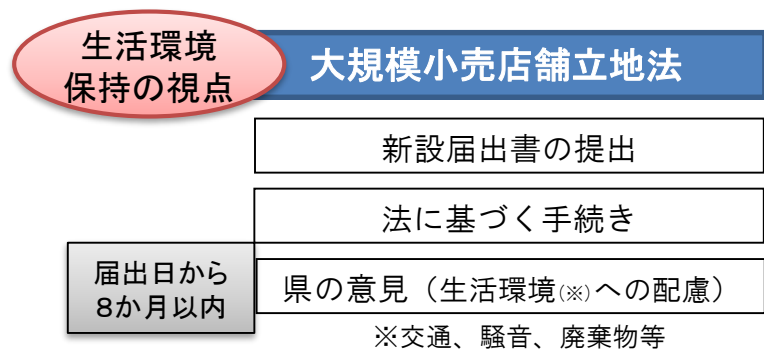 生活環境
保持の視点
大規模小売店舗立地法
新設届出書の提出
法に基づく手続き
届出日から
8か月以内
県の意見（生活環境(※)への配慮）
※交通、騒音、廃棄物等